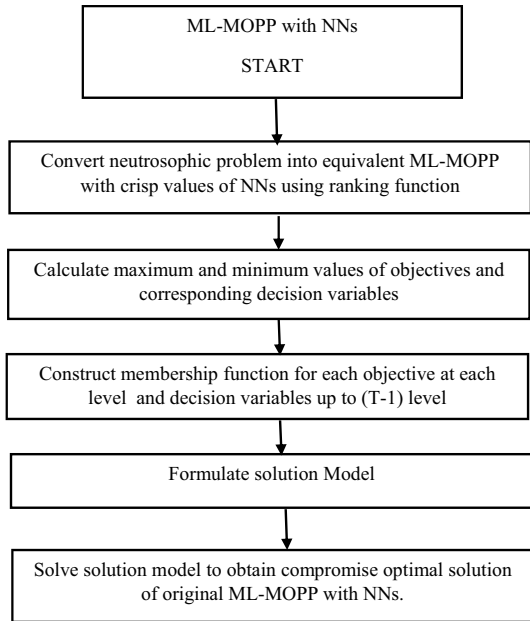 ML-MOPP with NNs
START
Convert neutrosophic problem into equivalent ML-MOPP
with crisp values of NNs using ranking function
Calculate maximum and minimum values of objectives and
corresponding decision variables
Construct membership function for each objective at each
level and decision variables up to (T-1) level
Formulate solution Model
Solve solution model to obtain compromise optimal solution
of original ML-MOPP with NNs.